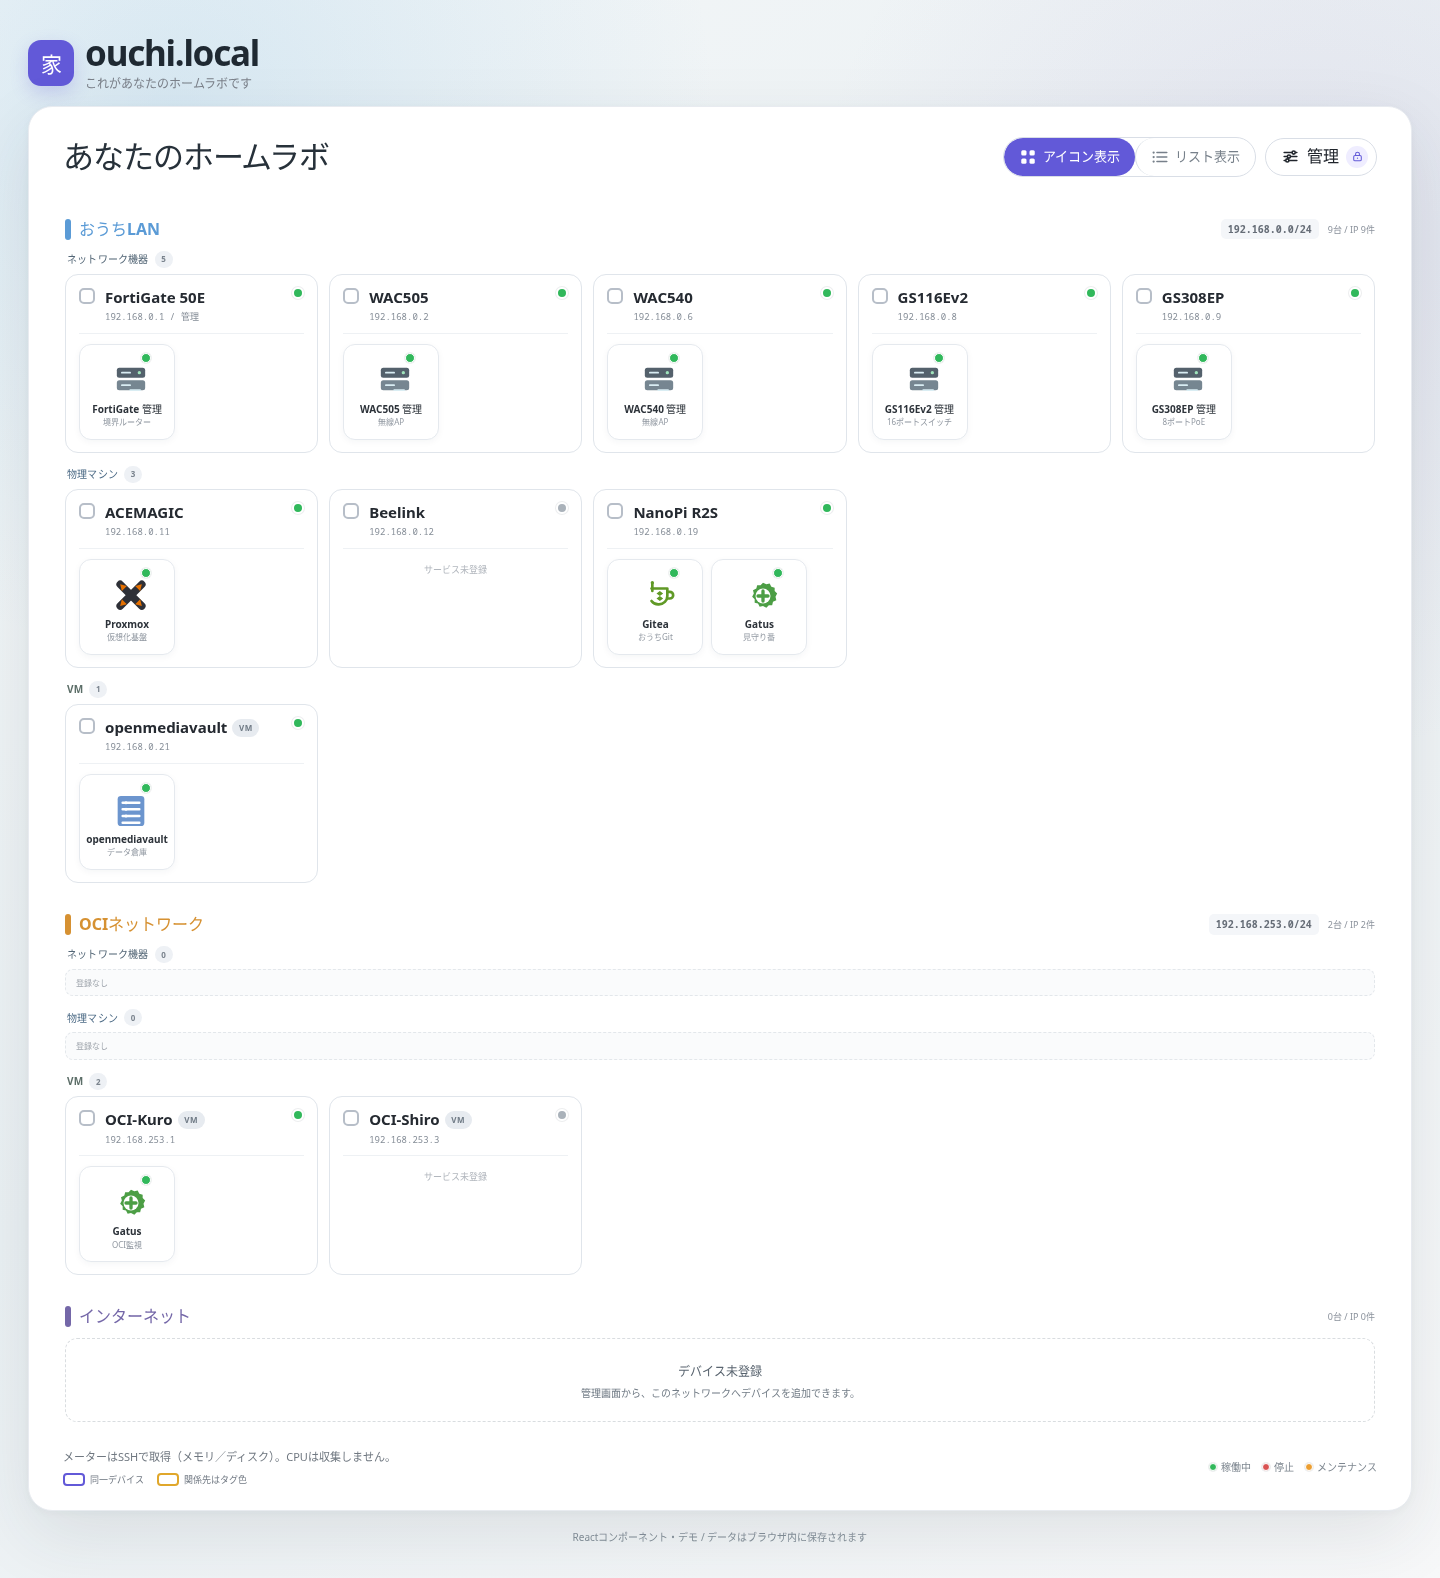 家
ouchi.local
これがあなたのホームラボです
あなたのホームラボ
アイコン表示
リスト表示
管理
おうちLAN
192.168.0.0/24
9台 / IP 9件
ネットワーク機器 5
FortiGate 50E
192.168.0.1 / 管理
FortiGate 管理
境界ルーター
WAC505
192.168.0.2
WAC505 管理
無線AP
WAC540
192.168.0.6
WAC540 管理
無線AP
GS116Ev2
192.168.0.8
GS116Ev2 管理
16ポートスイッチ
GS308EP
192.168.0.9
GS308EP 管理
8ポートPoE
物理マシン 3
ACEMAGIC
192.168.0.11
Proxmox
仮想化基盤
Beelink
192.168.0.12
サービス未登録
NanoPi R2S
192.168.0.19
Gitea
おうちGit
Gatus
見守り番
VM 1
openmediavault VM
192.168.0.21
openmediavault
データ倉庫
OCIネットワーク
192.168.253.0/24
2台 / IP 2件
ネットワーク機器 0
登録なし
物理マシン 0
登録なし
VM 2
OCI-Kuro VM
192.168.253.1
Gatus
OCI監視
OCI-Shiro VM
192.168.253.3
サービス未登録
インターネット
0台 / IP 0件
デバイス未登録
管理画面から、このネットワークへデバイスを追加できます。
メーターはSSHで取得（メモリ／ディスク）。CPUは収集しません。
同一デバイス
関係先はタグ色
稼働中
停止
メンテナンス
Reactコンポーネント・デモ / データはブラウザ内に保存されます